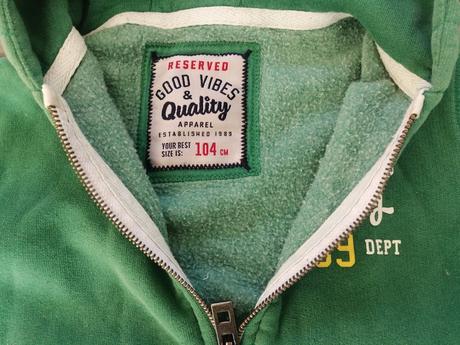 RESERVED
GOOD VIBES
&
Quality
APPAREL
ESTABLISHED 1989
YOUR BEST
SIZE IS: 104 CM
DEPT